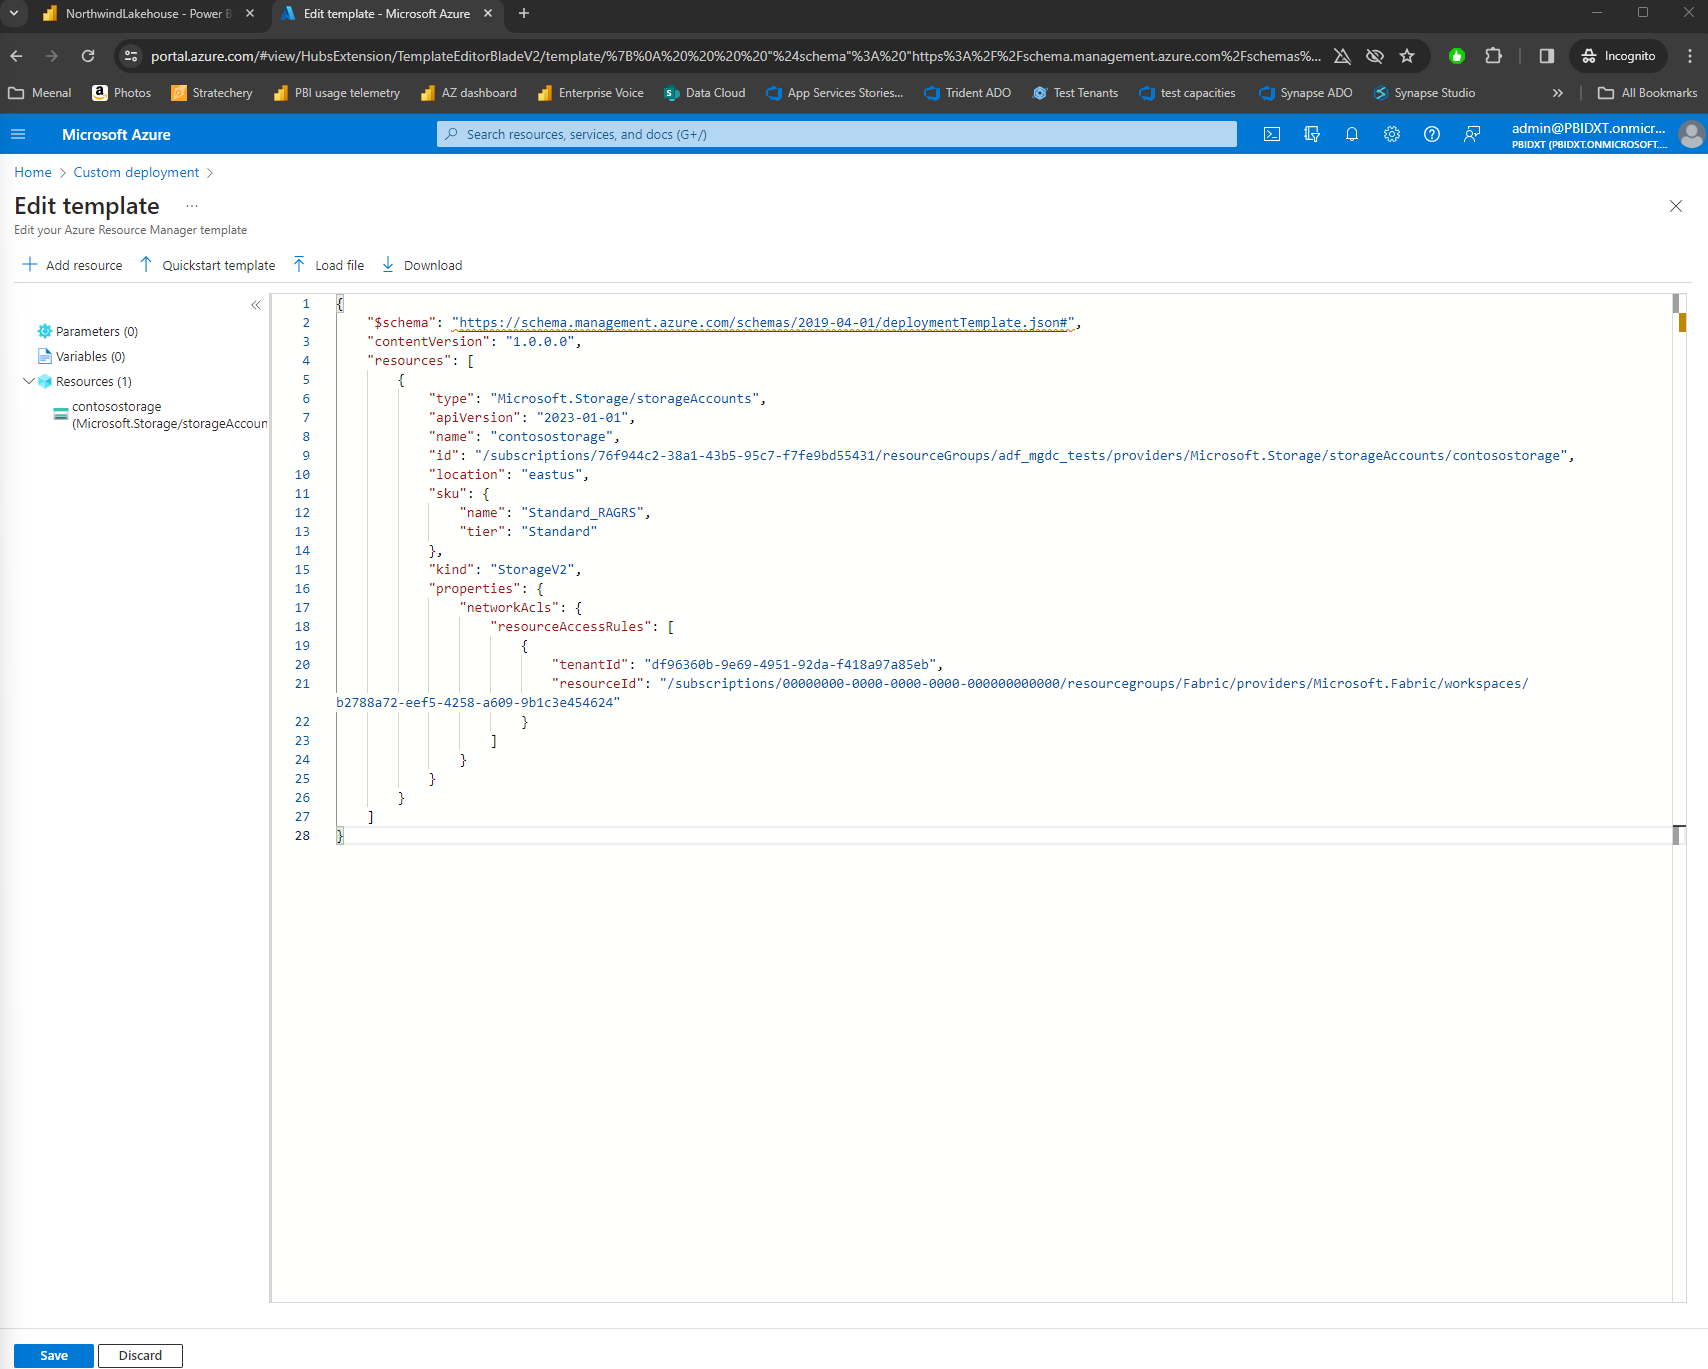 NorthwindLakehouse - Power B
Edit template - Microsoft Azure
portal.azure.com/#view/HubsExtension/TemplateEditorBladeV2/template/%7B%0A%20%20%20%20"%24schema"%3A%20"https%3A%2F%2Fschema.management.azure.com%2Fschemas%...
Incognito
Meenal
Photos
Stratechery
PBI usage telemetry
AZ dashboard
Enterprise Voice
Data Cloud
App Services Stories...
Trident ADO
Test Tenants
test capacities
Synapse ADO
Synapse Studio
All Bookmarks
Microsoft Azure
Search resources, services, and docs (G+/)
admin@PBIDXT.onmicr...
PBIDXT (PBIDXT.ONMICROSOFT....
Home > Custom deployment >
Edit template ...
Edit your Azure Resource Manager template
Add resource
Quickstart template
Load file
Download
Parameters (0)
Variables (0)
Resources (1)
contosostorage
(Microsoft.Storage/storageAccoun
1 {
2 "$schema": "https://schema.management.azure.com/schemas/2019-04-01/deploymentTemplate.json#",
3 "contentVersion": "1.0.0.0",
4 "resources": [
5 {
6 "type": "Microsoft.Storage/storageAccounts",
7 "apiVersion": "2023-01-01",
8 "name": "contosostorage",
9 "id": "/subscriptions/76f944c2-38a1-43b5-95c7-f7fe9bd55431/resourceGroups/adf_mgdc_tests/providers/Microsoft.Storage/storageAccounts/contosostorage",
10 "location": "eastus",
11 "sku": {
12 "name": "Standard_RAGRS",
13 "tier": "Standard"
14 },
15 "kind": "StorageV2",
16 "properties": {
17 "networkAcls": {
18 "resourceAccessRules": [
19 {
20 "tenantId": "df96360b-9e69-4951-92da-f418a97a85eb",
21 "resourceId": "/subscriptions/00000000-0000-0000-0000-000000000000/resourcegroups/Fabric/providers/Microsoft.Fabric/workspaces/
b2788a72-eef5-4258-a609-9b1c3e454624"
22 }
23 ]
24 }
25 }
26 }
27 ]
28 }
Save
Discard